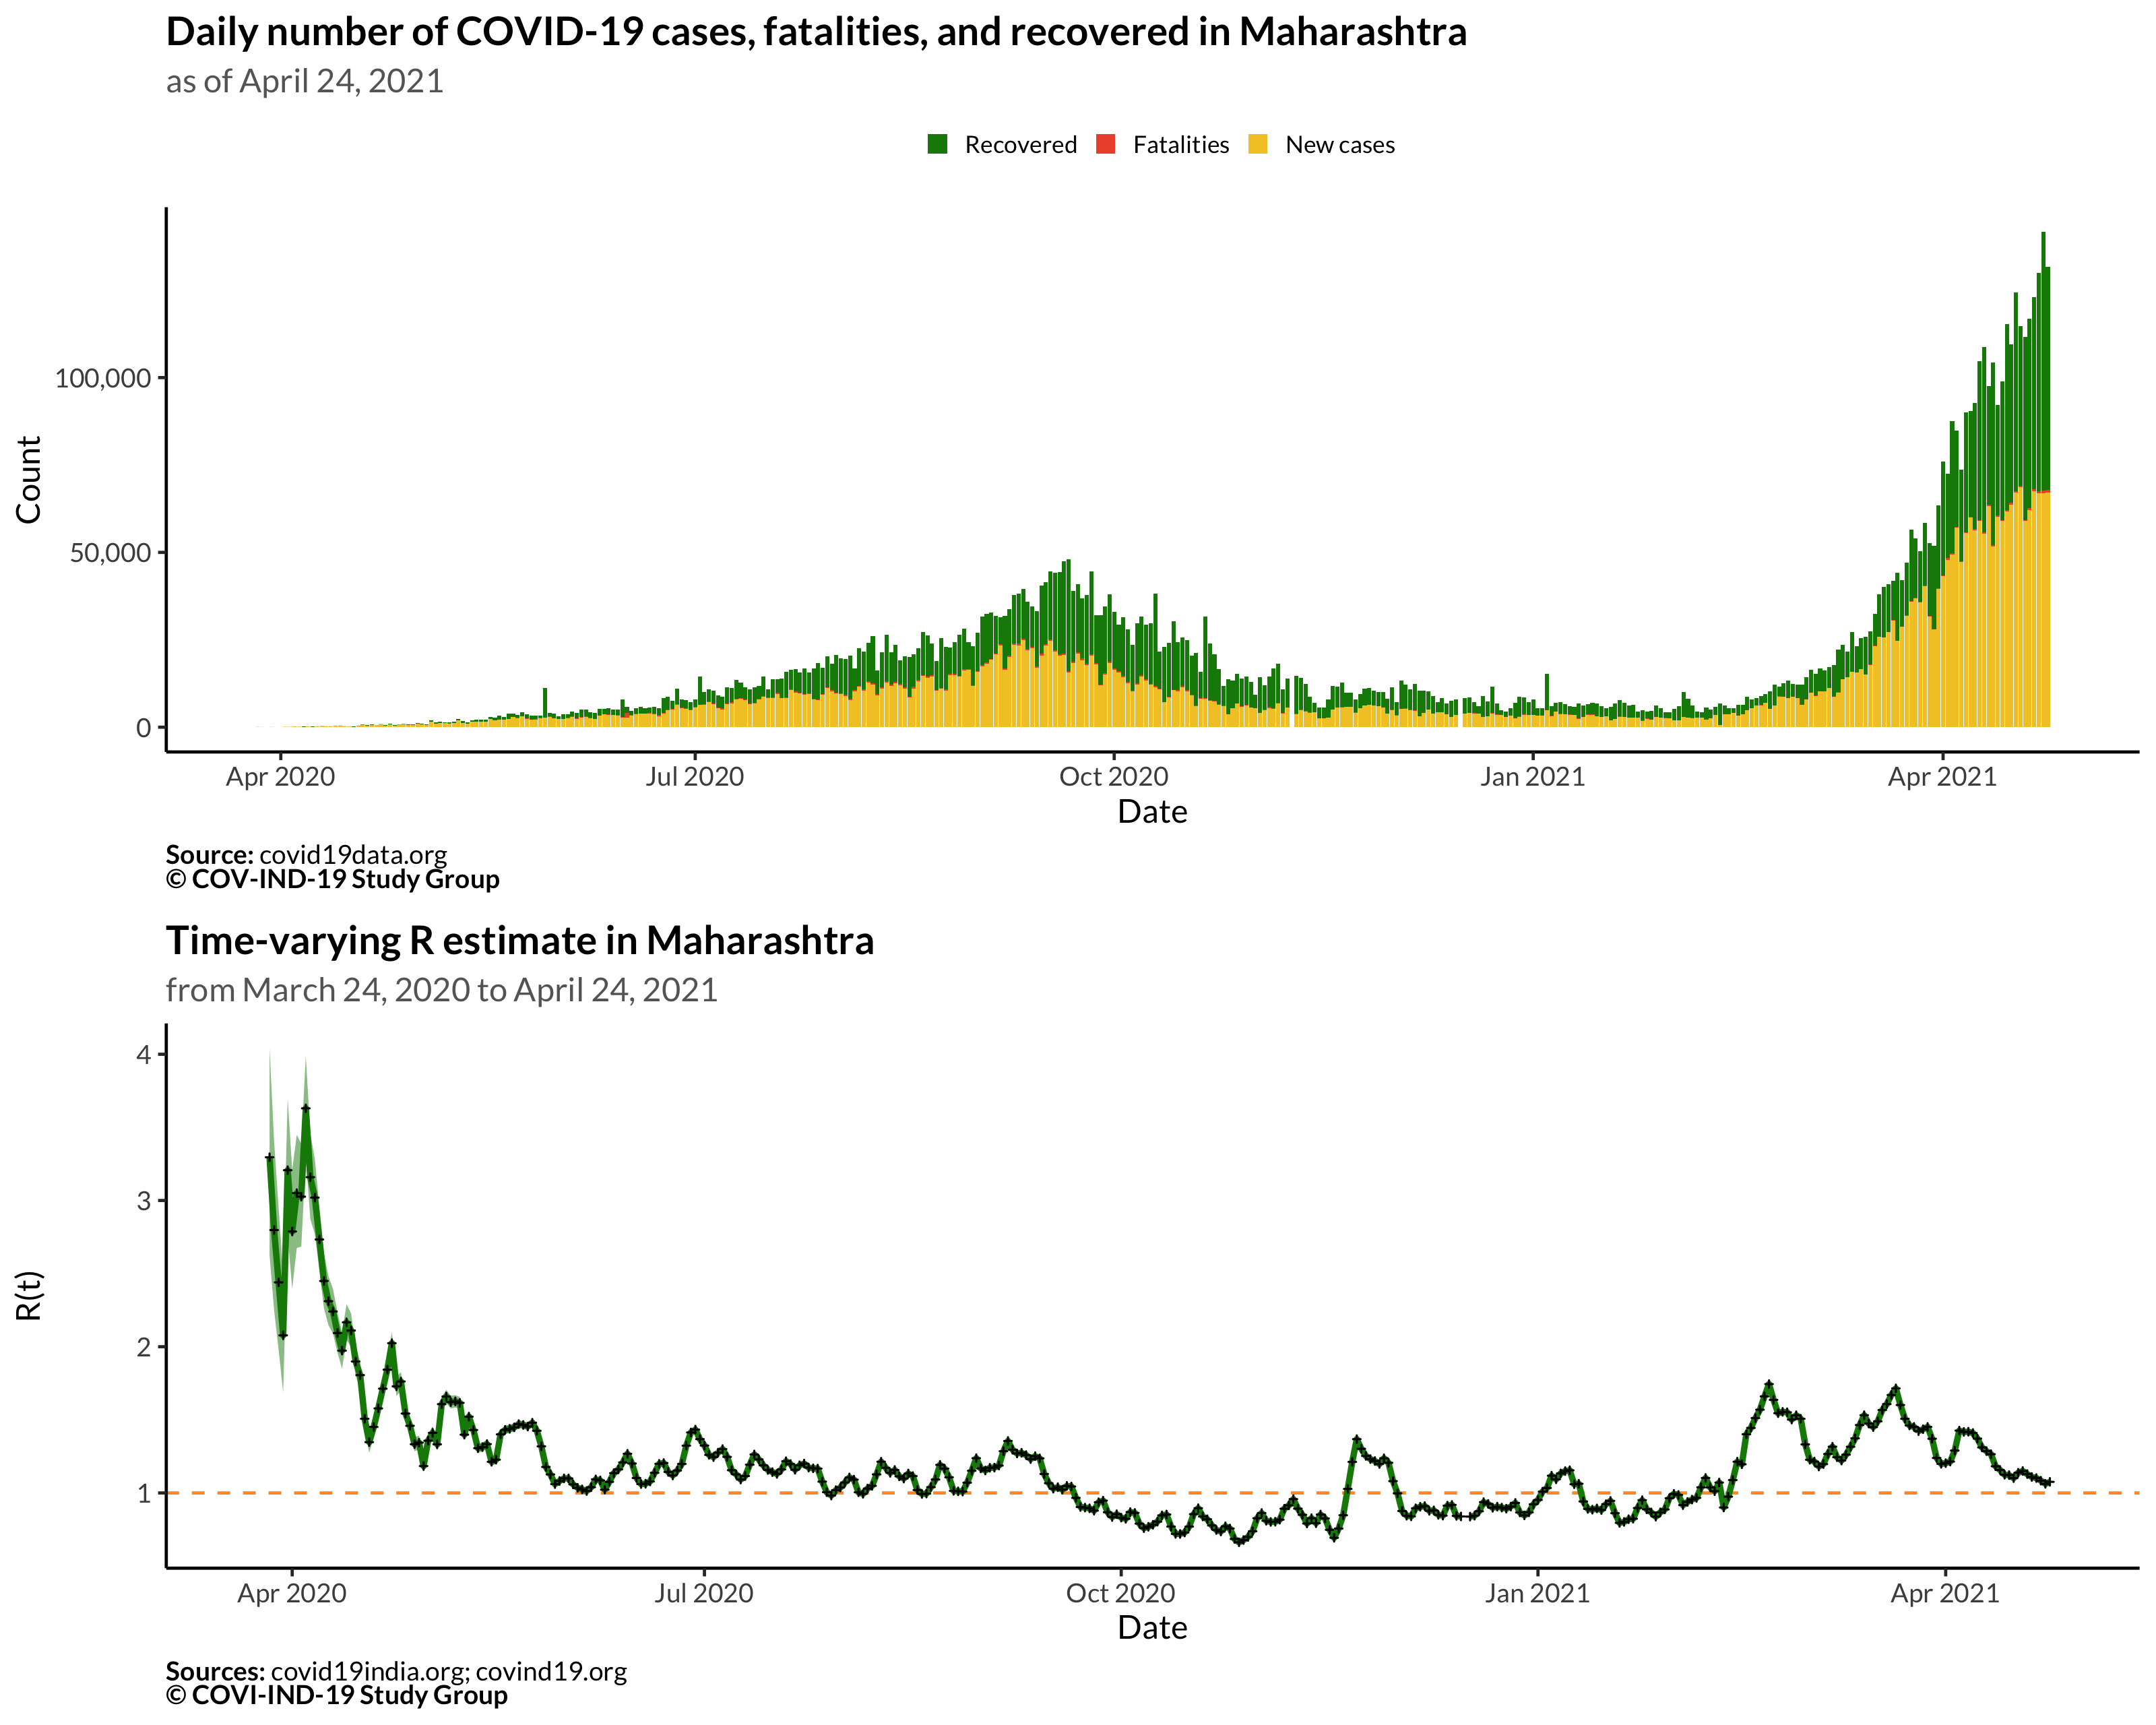 Daily number of COVID-19 cases, fatalities, and recovered in Maharashtra
as of April 24, 2021
Recovered Fatalities New cases
Count
100,000
50,000
0
Apr 2020 Jul 2020 Oct 2020 Jan 2021 Apr 2021
Date
Source: covid19data.org
© COV-IND-19 Study Group
Time-varying R estimate in Maharashtra
from March 24, 2020 to April 24, 2021
R(t)
4
3
2
1
Apr 2020 Jul 2020 Oct 2020 Jan 2021 Apr 2021
Date
Sources: covid19india.org; covind19.org
© COVI-IND-19 Study Group